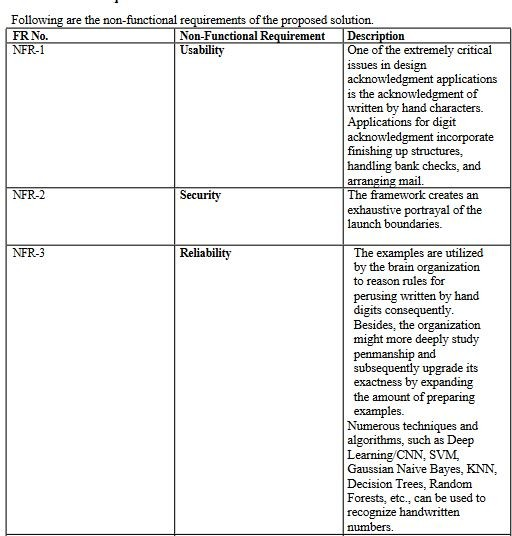 Following are the non-functional requirements of the proposed solution.
FR No. Non-Functional Requirement Description
NFR-1 Usability One of the extremely critical
issues in design
acknowledgment applications
is the acknowledgment of
written by hand characters.
Applications for digit
acknowledgment incorporate
finishing up structures,
handling bank checks, and
arranging mail.
NFR-2 Security The framework creates an
exhaustive portrayal of the
launch boundaries.
NFR-3 Reliability The examples are utilized
by the brain organization
to reason rules for
perusing written by hand
digits consequently.
Besides, the organization
might more deeply study
penmanship and
subsequently upgrade its
exactness by expanding
the amount of preparing
examples.
Numerous techniques and
algorithms, such as Deep
Learning/CNN, SVM,
Gaussian Naive Bayes, KNN,
Decision Trees, Random
Forests, etc., can be used to
recognize handwritten
numbers.